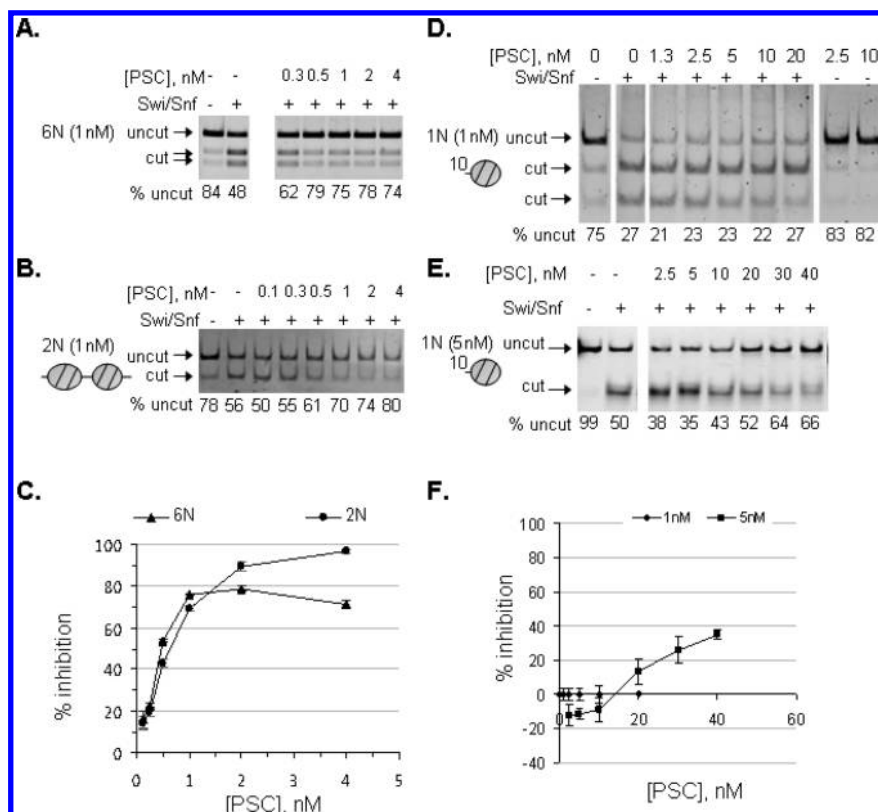 A.
[PSC], nM - - 0.3 0.5 1 2 4
Swi/Snf - + + + + + +
6N (1nM) uncut
cut
% uncut 84 48 62 79 75 78 74
B.
[PSC], nM - - 0.1 0.3 0.5 1 2 4
Swi/Snf - + + + + + + +
2N (1nM) uncut
cut
% uncut 78 56 50 55 61 70 74 80
C.
6N 2N
% inhibition
100
80
60
40
20
0
0 1 2 3 4 5
[PSC], nM
D.
[PSC], nM 0 0 1.3 2.5 5 10 20 2.5 10
Swi/Snf - + + + + + + - -
1N (1nM) uncut
10
cut
cut
% uncut 75 27 21 23 23 22 27 83 82
E.
[PSC], nM - - 2.5 5 10 20 30 40
Swi/Snf - + + + + + + +
1N (5nM) uncut
10
cut
% uncut 99 50 38 35 43 52 64 66
F.
1nM 5nM
% inhibition
100
80
60
40
20
0
-20
-40
0 20 40 60
[PSC], nM